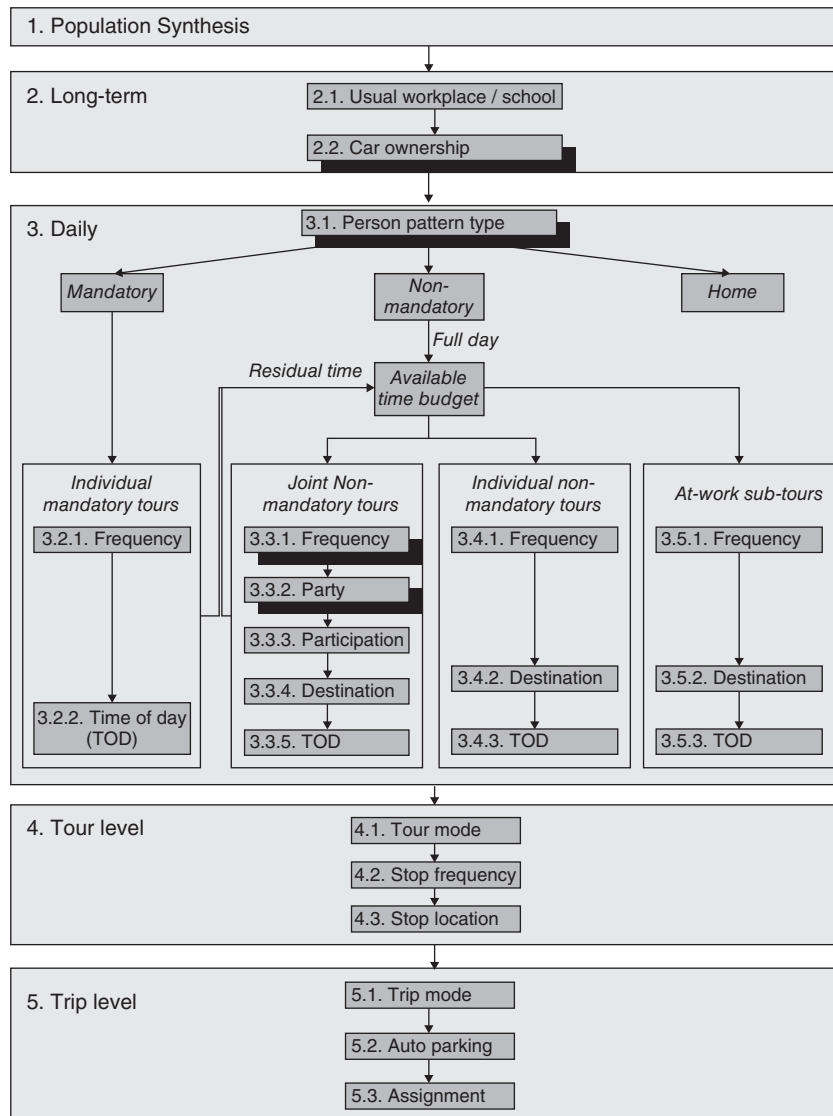 1. Population Synthesis
2. Long-term
2.1. Usual workplace / school
2.2. Car ownership
3. Daily
3.1. Person pattern type
Mandatory
Non-
mandatory
Home
Full day
Residual time
Available
time budget
Individual
mandatory tours
3.2.1. Frequency
3.2.2. Time of day
(TOD)
Joint Non-
mandatory tours
3.3.1. Frequency
3.3.2. Party
3.3.3. Participation
3.3.4. Destination
3.3.5. TOD
Individual non-
mandatory tours
3.4.1. Frequency
3.4.2. Destination
3.4.3. TOD
At-work sub-tours
3.5.1. Frequency
3.5.2. Destination
3.5.3. TOD
4. Tour level
4.1. Tour mode
4.2. Stop frequency
4.3. Stop location
5. Trip level
5.1. Trip mode
5.2. Auto parking
5.3. Assignment